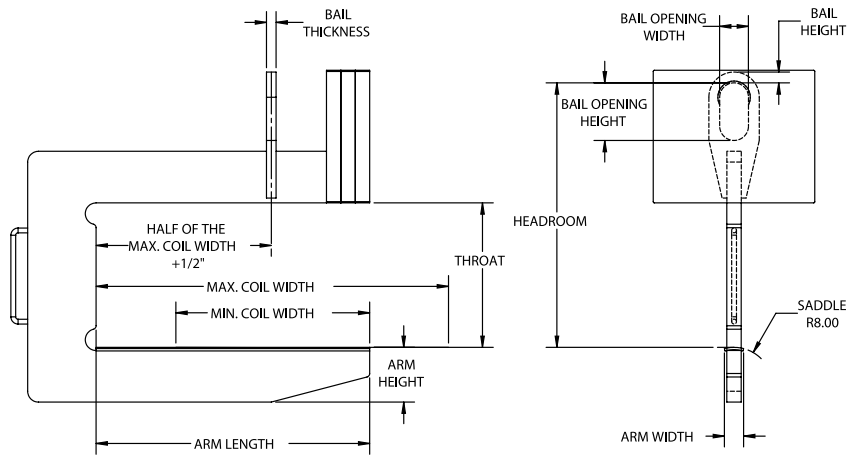 BAIL
THICKNESS
HALF OF THE
MAX. COIL WIDTH
+1/2"
THROAT
MAX. COIL WIDTH
MIN. COIL WIDTH
ARM
HEIGHT
ARM LENGTH
BAIL OPENING
WIDTH
BAIL
HEIGHT
BAIL OPENING
HEIGHT
HEADROOM
SADDLE
R8.00
ARM WIDTH